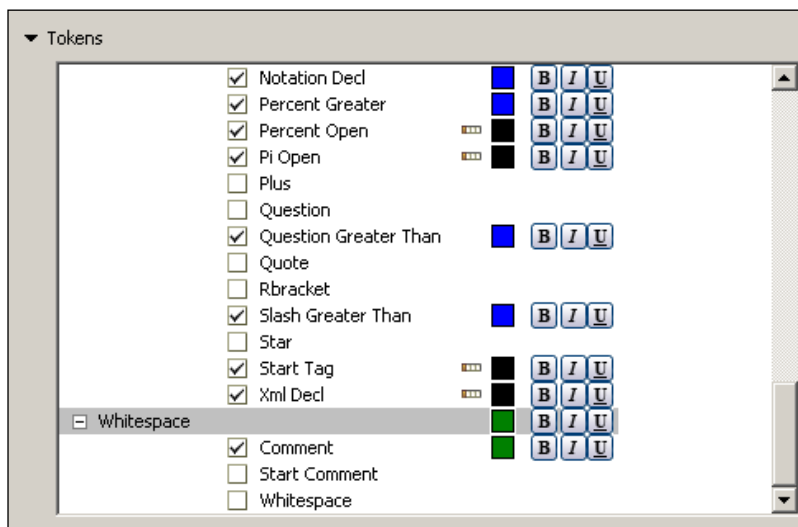 Tokens
Notation Decl B I U
Percent Greater B I U
Percent Open B I U
Pi Open B I U
Plus
Question
Question Greater Than B I U
Quote
Rbracket
Slash Greater Than B I U
Star
Start Tag B I U
Xml Decl B I U
Whitespace B I U
Comment B I U
Start Comment
Whitespace